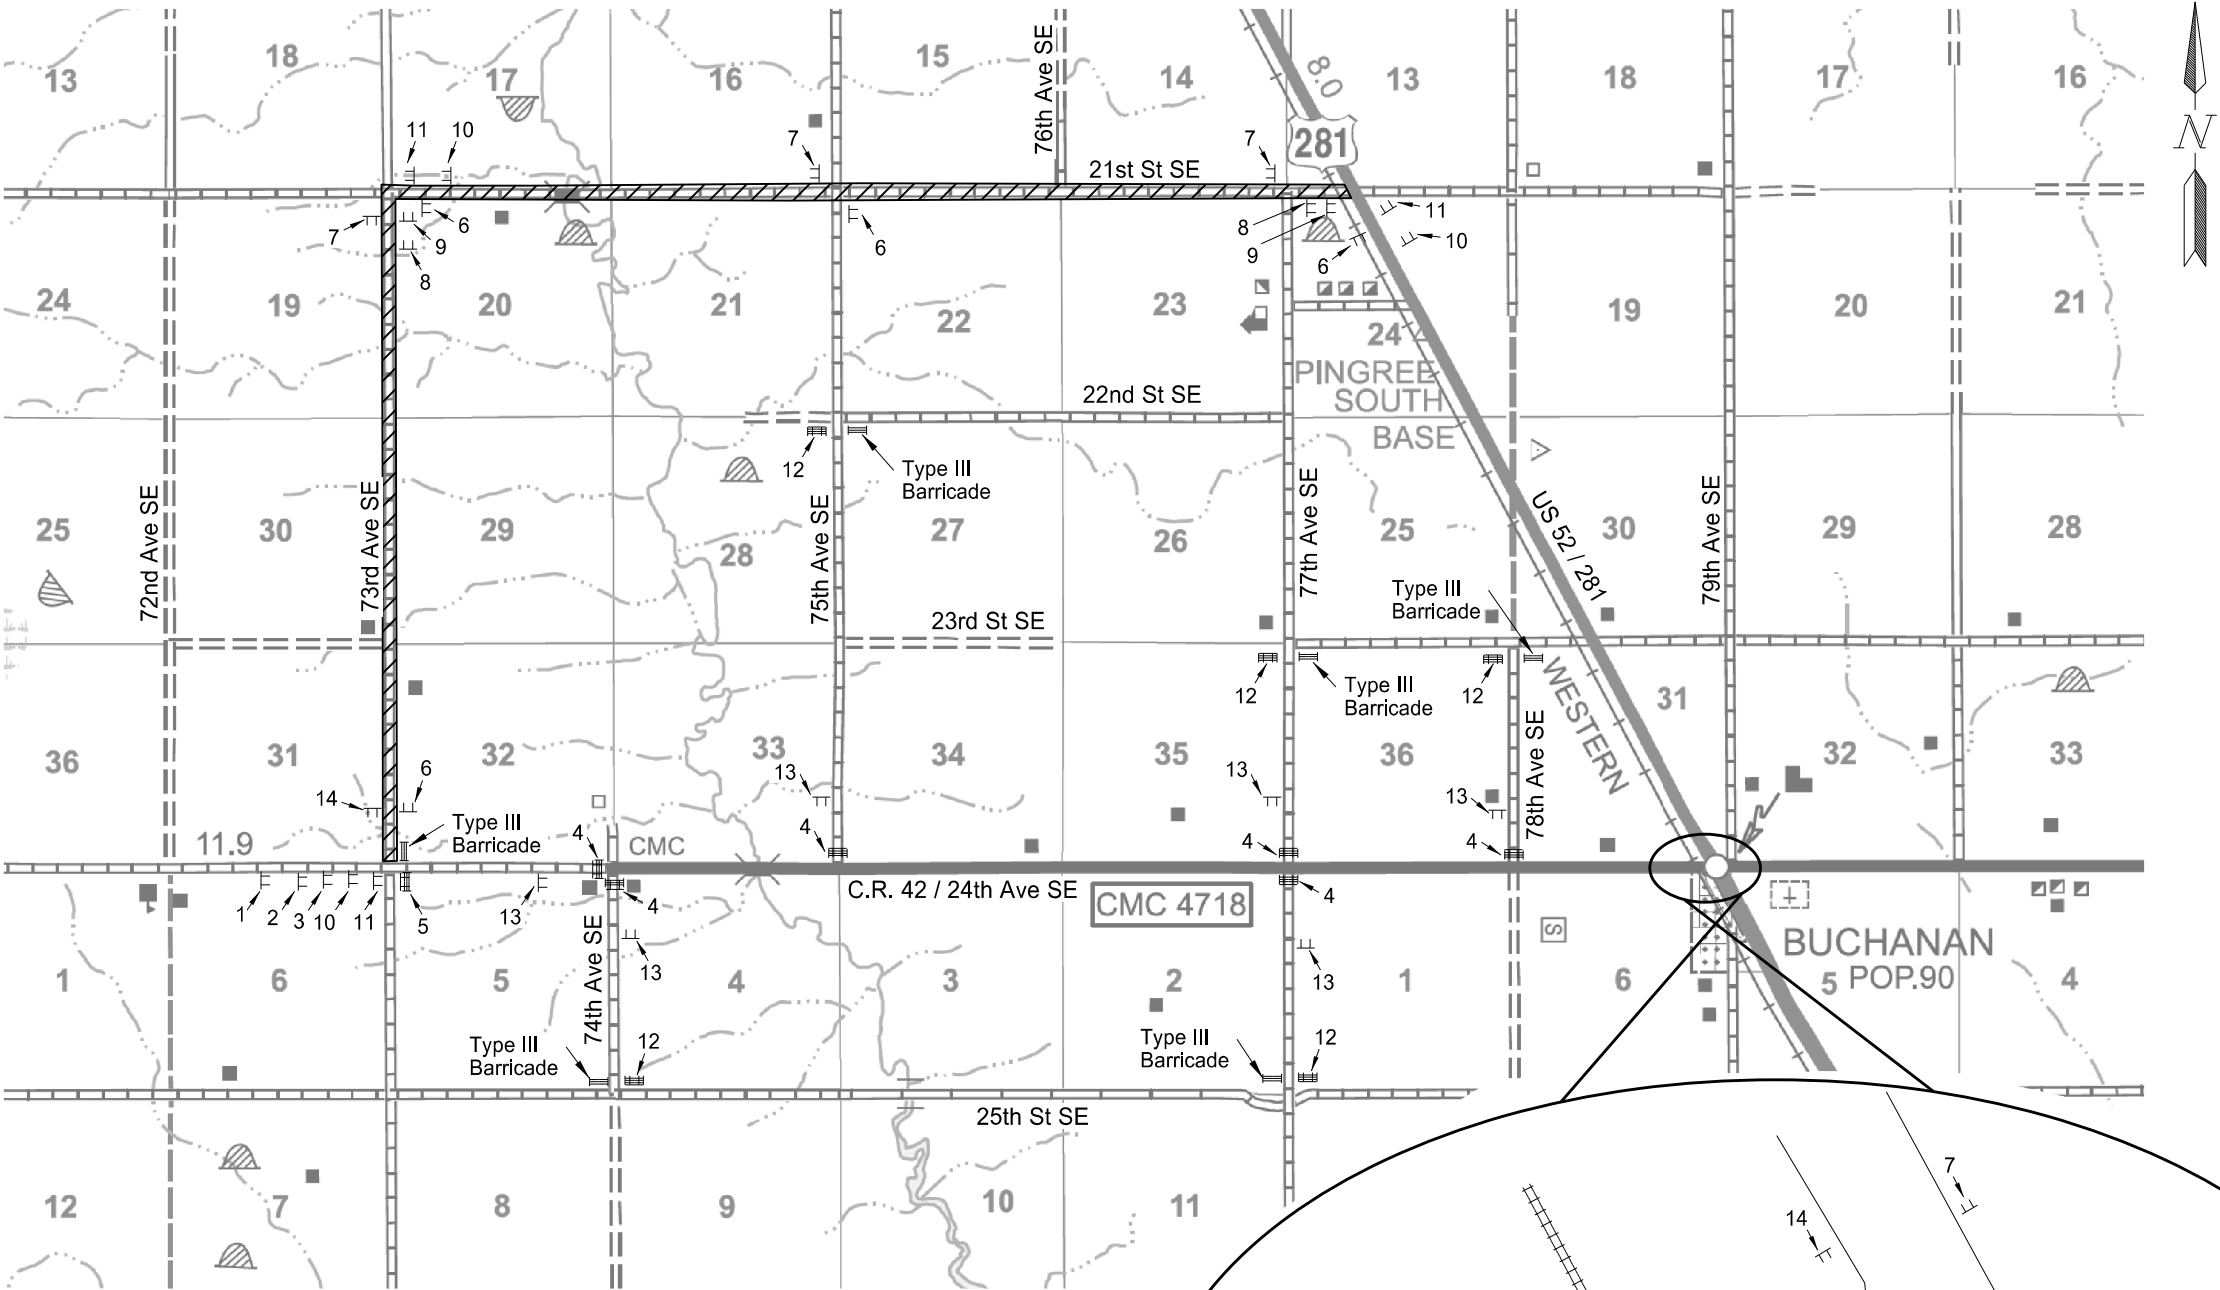 13
18
17
16
15
76th Ave SE
14
8.0
13
18
17
16
N
11
10
7
7
281
21st St SE
7
9
8
6
6
8
9
6
11
10
24
19
20
21
22
23
24
19
20
21
PINGREE
SOUTH
BASE
22nd St SE
12
Type III
Barricade
25
72nd Ave SE
30
73rd Ave SE
29
28
75th Ave SE
27
26
77th Ave SE
25
US 52 / 281
30
79th Ave SE
29
28
23rd St SE
Type III
Barricade
12
Type III
Barricade
12
WESTERN
36
31
32
33
34
35
36
78th Ave SE
31
32
33
14
6
13
13
13
11.9
Type III
Barricade
4
CMC
4
4
4
1
2
3
10
11
5
13
4
C.R. 42 / 24th Ave SE
CMC 4718
4
S
BUCHANAN
POP.90
1
6
5
74th Ave SE
13
4
3
2
13
1
6
5
4
Type III
Barricade
12
Type III
Barricade
12
25th St SE
12
7
8
9
10
11
7
14